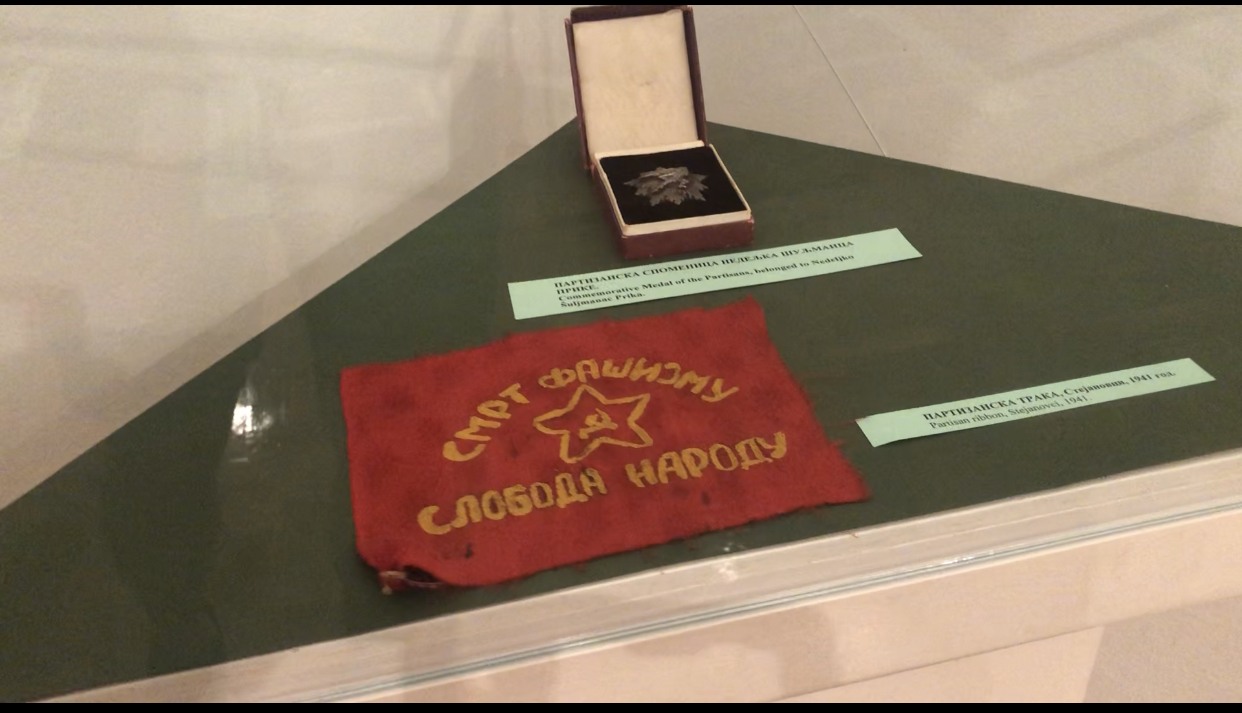 ПАРТИЗАНСКА СПОМЕНИЦА НЕДЕЉКА ШУЉМАНЦА
ПРИКЕ.
Commemorative Medal of the Partisans, belonged to Nedeljko
Šuljmanac Prika.
СМРТ ФАШИЗМУ
СЛОБОДА НАРОДУ
ПАРТИЗАНСКА ТРАКА, Стејановци, 1941 год.
Partisan ribbon, Stejanovci, 1941.